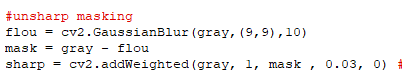 #unsharp masking
flou = cv2.GaussianBlur(gray,(9,9),10)
mask = gray - flou
sharp = cv2.addWeighted(gray, 1, mask , 0.03, 0) #